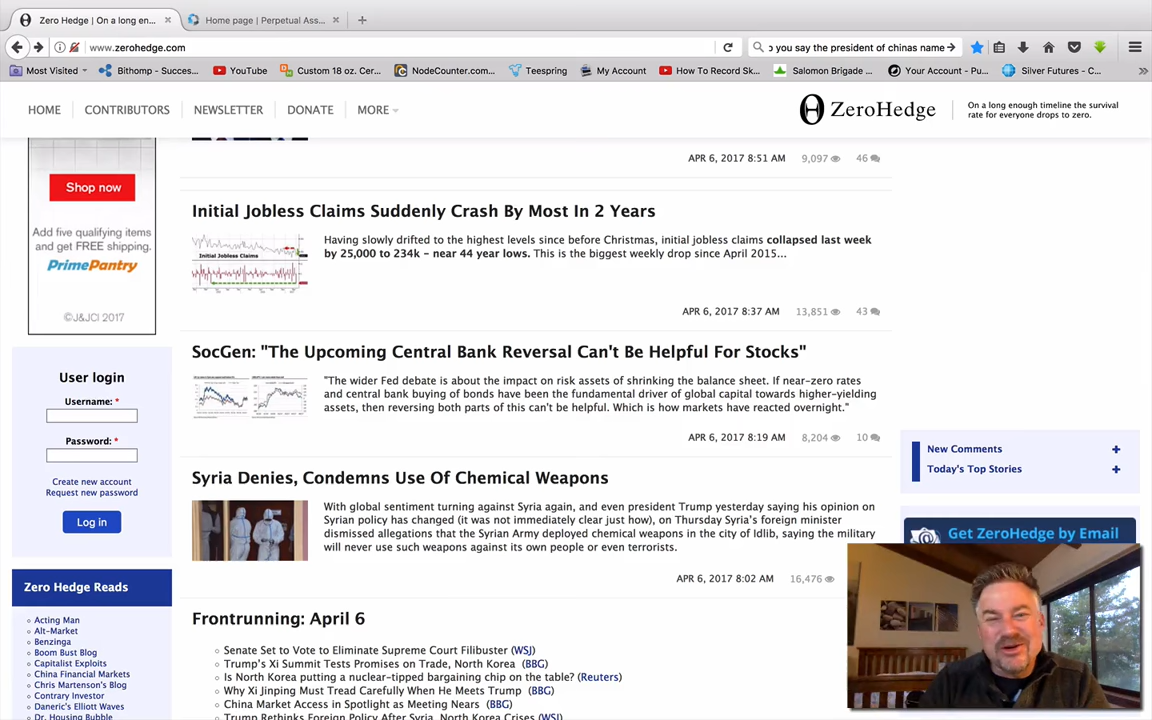 Zero Hedge | On a long en...
Home page | Perpetual Ass...
www.zerohedge.com
o you say the president of chinas name
Most Visited
Bithomp - Succes...
YouTube
Custom 18 oz. Cer...
NodeCounter.com...
Teespring
My Account
How To Record Sk...
Salomon Brigade ...
Your Account - Pu...
Silver Futures - C...
HOME
CONTRIBUTORS
NEWSLETTER
DONATE
MORE
ZeroHedge
On a long enough timeline the survival
rate for everyone drops to zero.
Shop now
Add five qualifying items
and get FREE shipping.
PrimePantry
©J&JCI 2017
User login
Username: *
Password: *
Create new account
Request new password
Log in
Zero Hedge Reads
Acting Man
Alt-Market
Benzinga
Boom Bust Blog
Capitalist Exploits
China Financial Markets
Chris Martenson's Blog
Contrary Investor
Daneric's Elliott Waves
Dr. Housing Bubble
APR 6, 2017 8:51 AM 9,097 46
Initial Jobless Claims Suddenly Crash By Most In 2 Years
Initial Jobless Claims
Having slowly drifted to the highest levels since before Christmas, initial jobless claims collapsed last week
by 25,000 to 234k – near 44 year lows. This is the biggest weekly drop since April 2015...
APR 6, 2017 8:37 AM 13,851 43
SocGen: "The Upcoming Central Bank Reversal Can't Be Helpful For Stocks"
"The wider Fed debate is about the impact on risk assets of shrinking the balance sheet. If near-zero rates
and central bank buying of bonds have been the fundamental driver of global capital towards higher-yielding
assets, then reversing both parts of this can't be helpful. Which is how markets have reacted overnight."
APR 6, 2017 8:19 AM 8,204 10
Syria Denies, Condemns Use Of Chemical Weapons
With global sentiment turning against Syria again, and even president Trump yesterday saying his opinion on
Syrian policy has changed (it was not immediately clear just how), on Thursday Syria's foreign minister
dismissed allegations that the Syrian Army deployed chemical weapons in the city of Idlib, saying the military
will never use such weapons against its own people or even terrorists.
APR 6, 2017 8:02 AM 16,476
Frontrunning: April 6
Senate Set to Vote to Eliminate Supreme Court Filibuster (WSJ)
Trump's Xi Summit Tests Promises on Trade, North Korea (BBG)
Is North Korea putting a nuclear-tipped bargaining chip on the table? (Reuters)
Why Xi Jinping Must Tread Carefully When He Meets Trump (BBG)
China Market Access in Spotlight as Meeting Nears (BBG)
Trump Rethinks Foreign Policy After Syria, North Korea Crises (WSJ)
New Comments
Today's Top Stories
Get ZeroHedge by Email